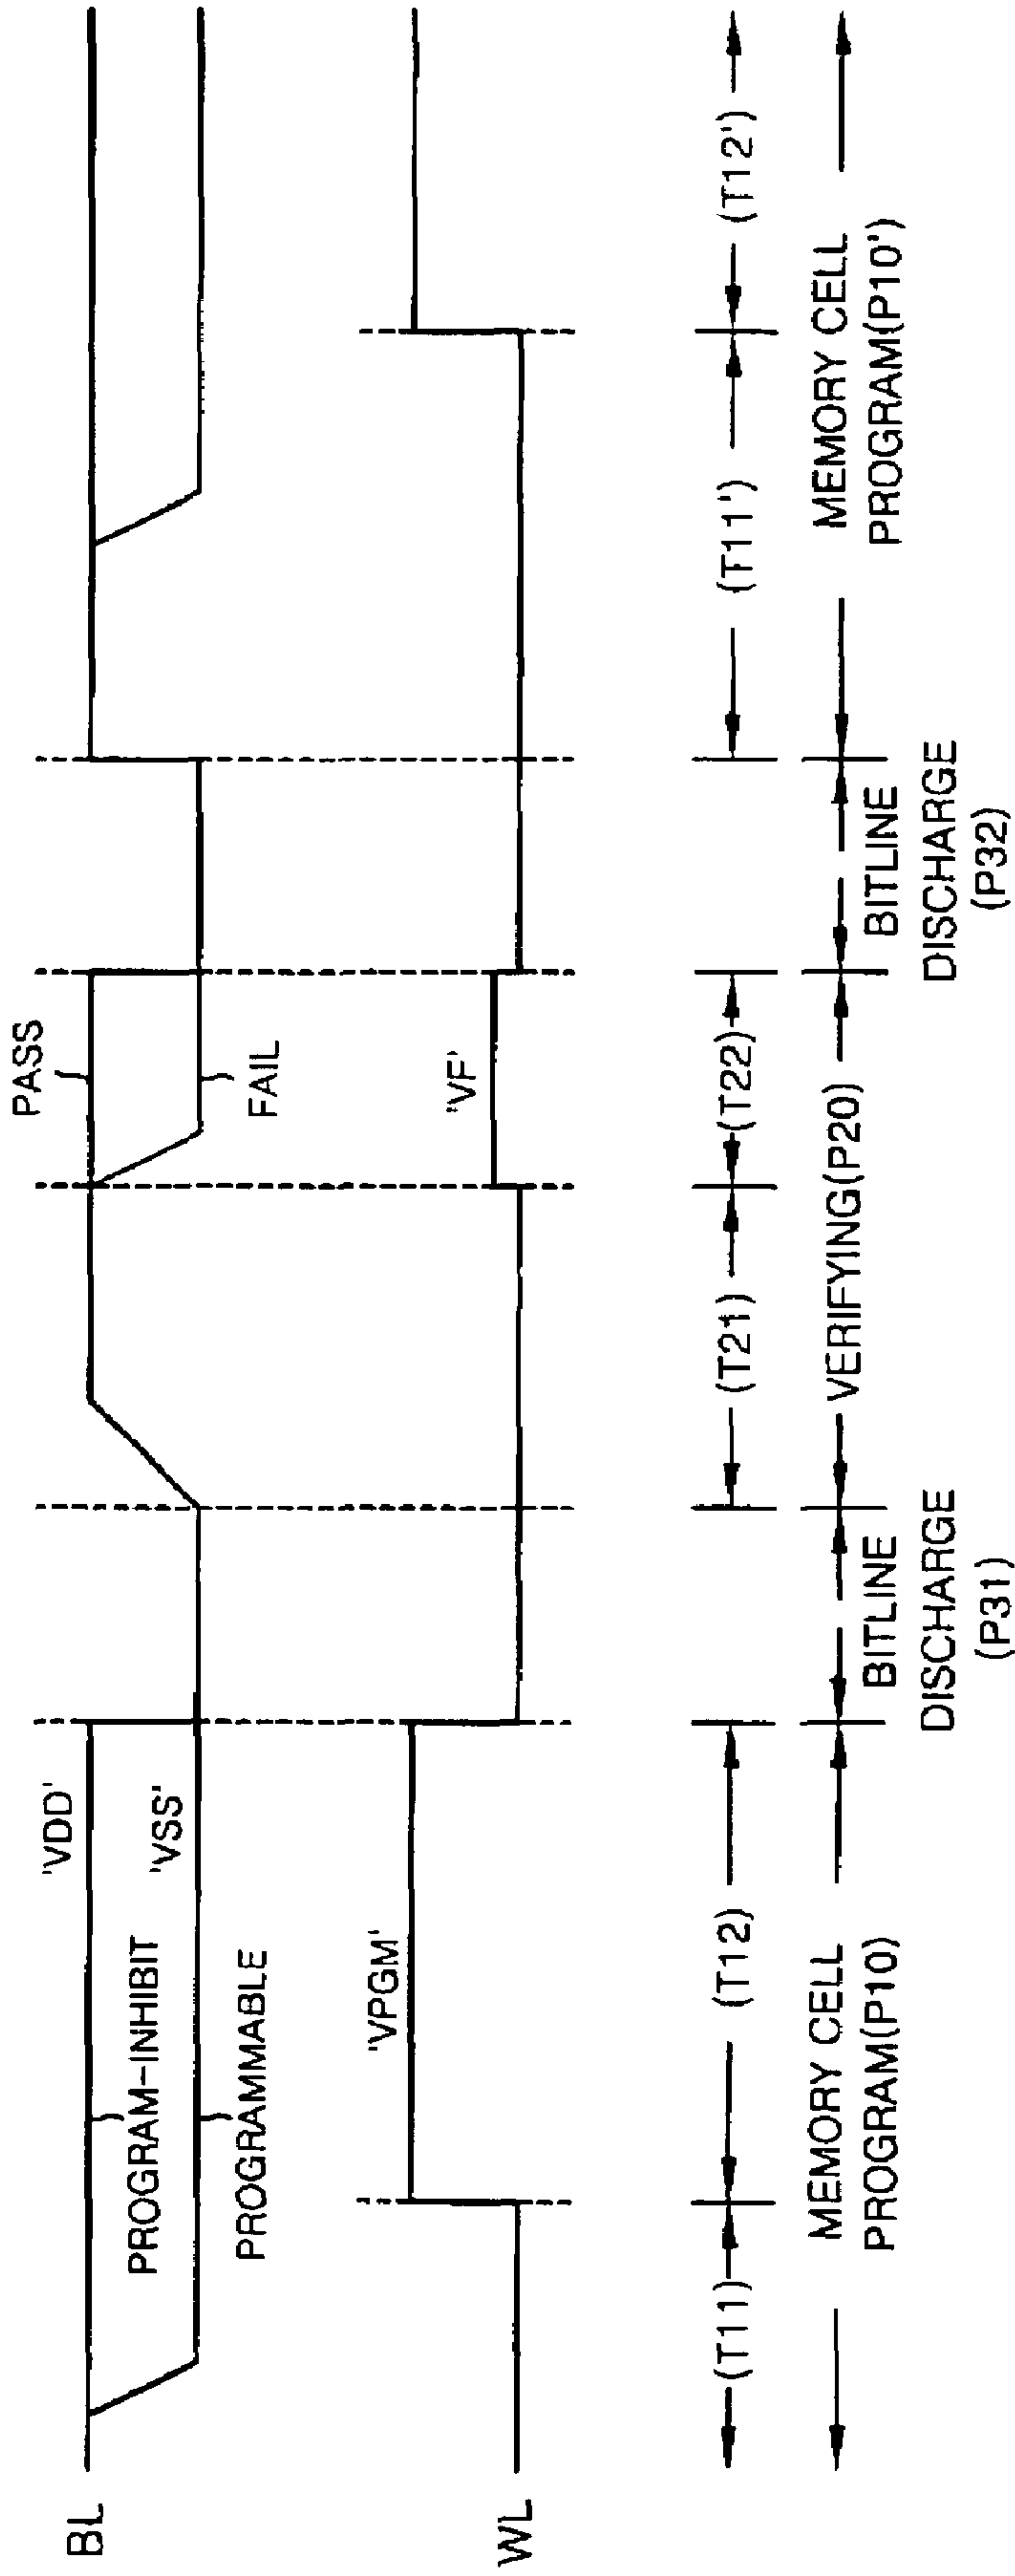 BL
'VDD'
PROGRAM-INHIBIT
'VSS'
PROGRAMMABLE
PASS
FAIL
WL
'VPGM'
'VF'
(T11)
(T12)
(T21)
(T22)
(T11')
(T12')
MEMORY CELL
PROGRAM(P10)
BITLINE
DISCHARGE
(P31)
VERIFYING(P20)
BITLINE
DISCHARGE
(P32)
MEMORY CELL
PROGRAM(P10')